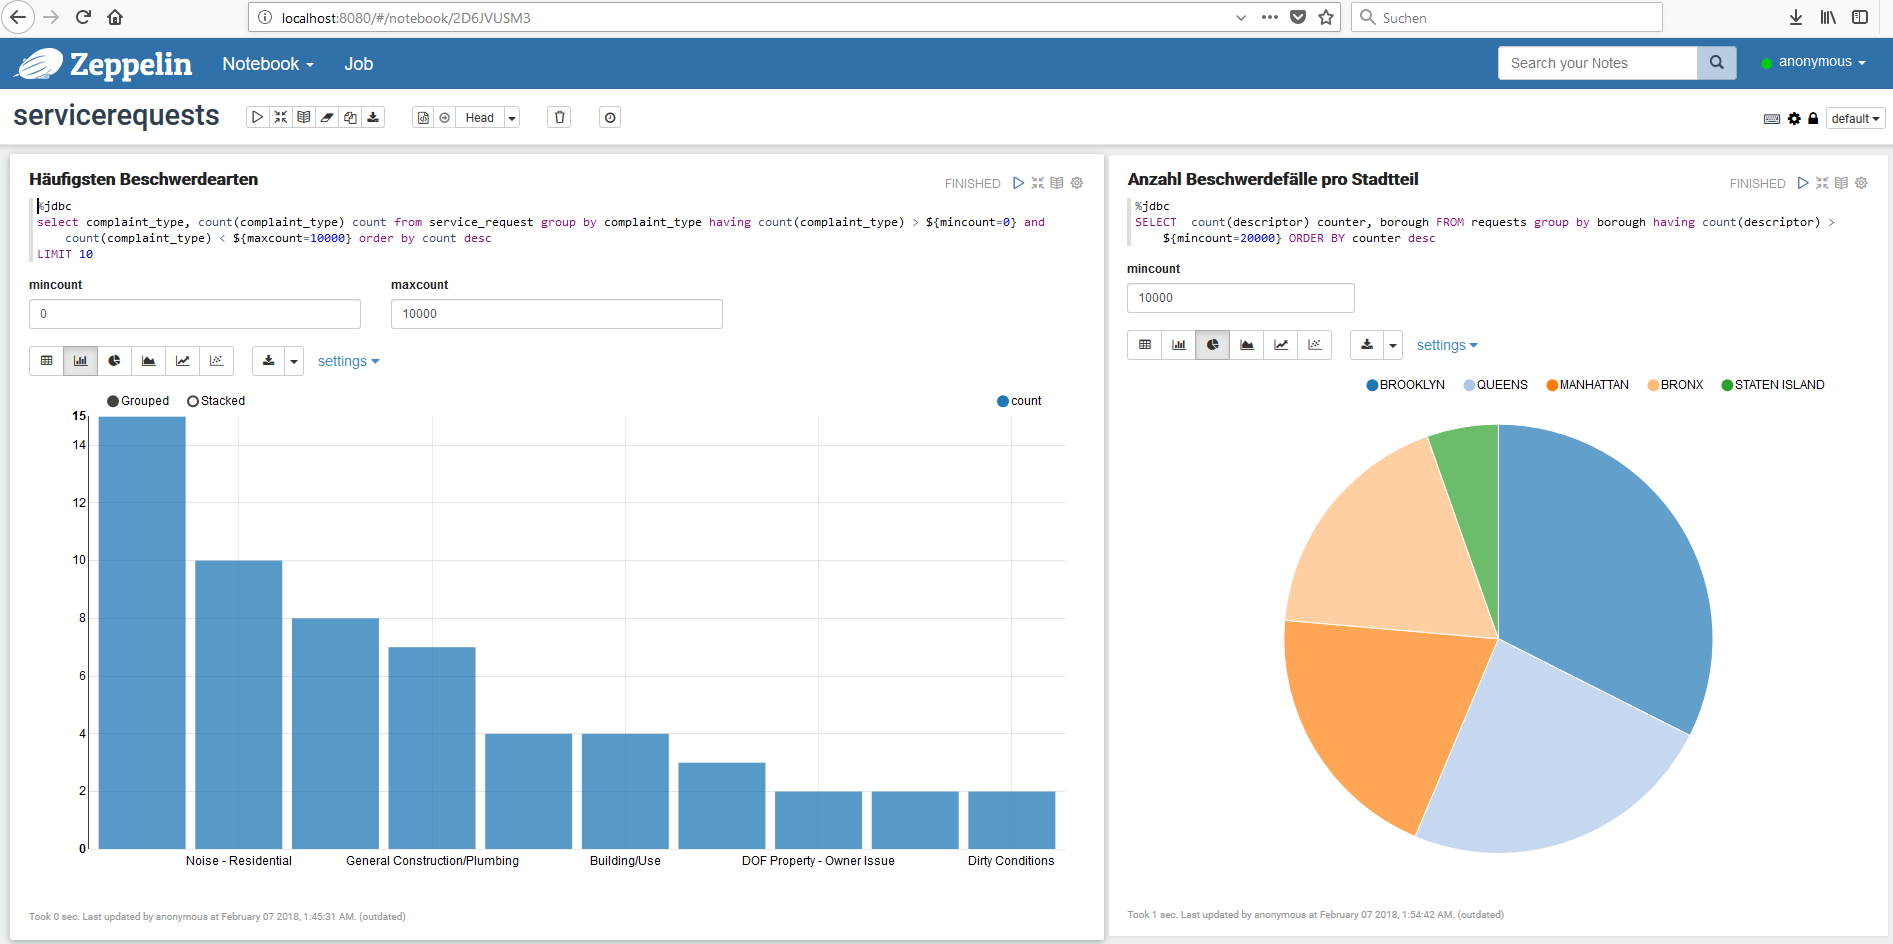 localhost:8080/#/notebook/2D6JVUSM3
Suchen
Zeppelin
Notebook
Job
Search your Notes
anonymous
servicerequests
Head
default
Häufigsten Beschwerdearten
FINISHED
%jdbc
select complaint_type, count(complaint_type) count from service_request group by complaint_type having count(complaint_type) > ${mincount=0} and
count(complaint_type) < ${maxcount=10000} order by count desc
LIMIT 10
mincount
maxcount
0
10000
settings
Grouped
Stacked
count
15
14
12
10
8
6
4
2
0
Noise - Residential
General Construction/Plumbing
Building/Use
DOF Property - Owner Issue
Dirty Conditions
Took 0 sec. Last updated by anonymous at February 07 2018, 1:45:31 AM. (outdated)
Anzahl Beschwerdefälle pro Stadtteil
FINISHED
%jdbc
SELECT  count(descriptor) counter, borough FROM requests group by borough having count(descriptor) >
${mincount=20000} ORDER BY counter desc
mincount
10000
settings
BROOKLYN
QUEENS
MANHATTAN
BRONX
STATEN ISLAND
Took 1 sec. Last updated by anonymous at February 07 2018, 1:54:42 AM. (outdated)